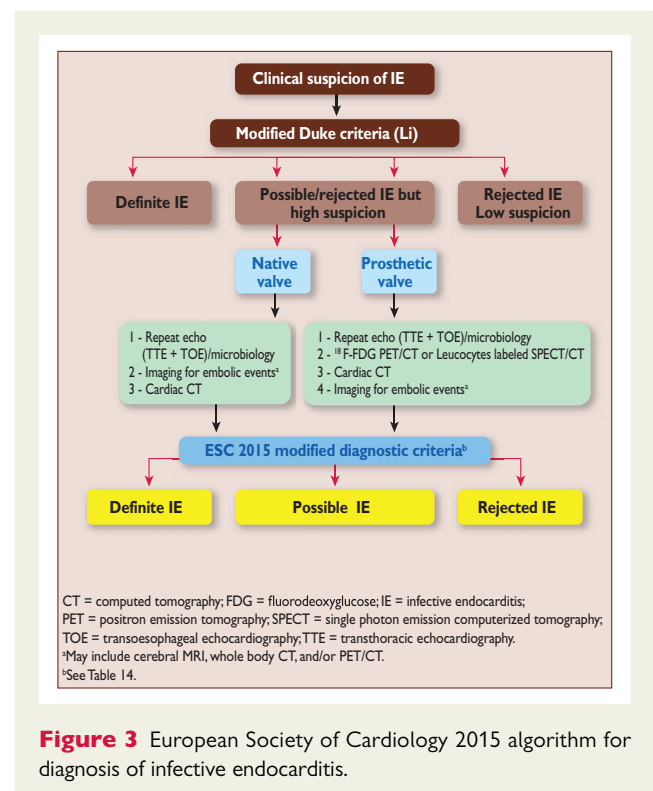 Clinical suspicion of IE
Modified Duke criteria (Li)
Definite IE
Possible/rejected IE but
high suspicion
Rejected IE
Low suspicion
Native
valve
Prosthetic
valve
1 - Repeat echo
(TTE + TOE)/microbiology
2 - Imaging for embolic eventsᵃ
3 - Cardiac CT
1 - Repeat echo (TTE + TOE)/microbiology
2 - ¹⁸F-FDG PET/CT or Leucocytes labeled SPECT/CT
3 - Cardiac CT
4 - Imaging for embolic eventsᵃ
ESC 2015 modified diagnostic criteriaᵇ
Definite IE
Possible IE
Rejected IE
CT = computed tomography; FDG = fluorodeoxyglucose; IE = infective endocarditis;
PET = positron emission tomography; SPECT = single photon emission computerized tomography;
TOE = transoesophageal echocardiography; TTE = transthoracic echocardiography.
ᵃMay include cerebral MRI, whole body CT, and/or PET/CT.
ᵇSee Table 14.
Figure 3 European Society of Cardiology 2015 algorithm for
diagnosis of infective endocarditis.